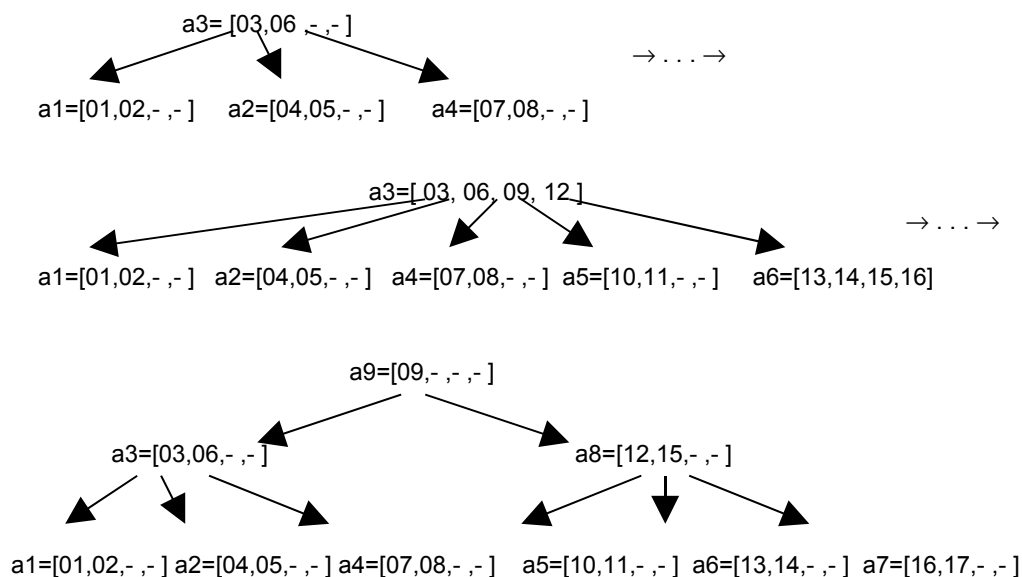 a3= [03,06 ,- ,- ]
→ . . . →
a1=[01,02,- ,- ] a2=[04,05,- ,- ] a4=[07,08,- ,- ]
a3=[ 03, 06, 09, 12 ]
→ . . . →
a1=[01,02,- ,- ] a2=[04,05,- ,- ] a4=[07,08,- ,- ] a5=[10,11,- ,- ] a6=[13,14,15,16]
a9=[09,- ,- ,- ]
a3=[03,06,- ,- ] a8=[12,15,- ,- ]
a1=[01,02,- ,- ] a2=[04,05,- ,- ] a4=[07,08,- ,- ] a5=[10,11,- ,- ] a6=[13,14,- ,- ] a7=[16,17,- ,- ]